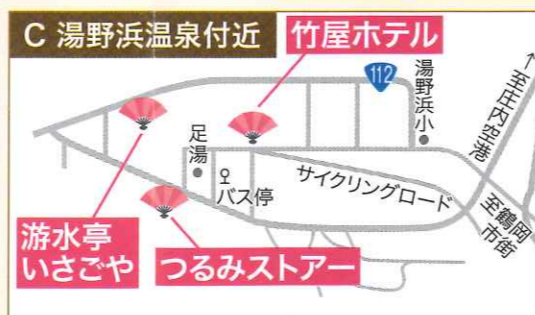 C 湯野浜温泉付近
竹屋ホテル
112
湯野浜小
↑至庄内空港
足湯
バス停
サイクリングロード
至鶴岡
市街
游水亭
いさごや
つるみストアー